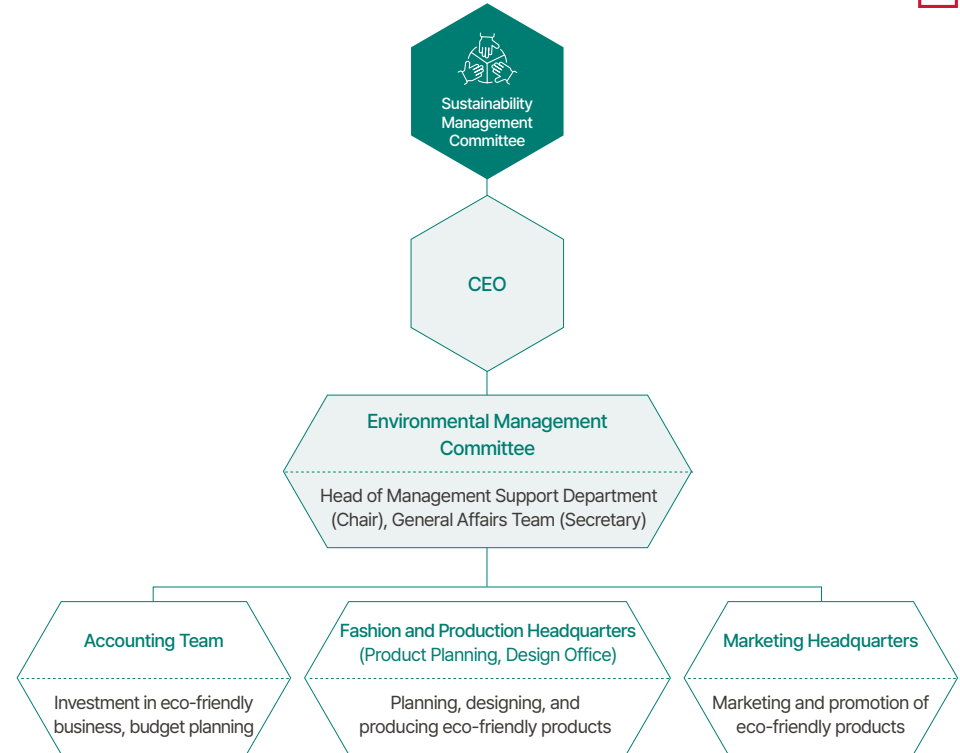 Sustainability
Management
Committee
CEO
Environmental Management
Committee
Head of Management Support Department
(Chair), General Affairs Team (Secretary)
Accounting Team
Investment in eco-friendly
business, budget planning
Fashion and Production Headquarters
(Product Planning, Design Office)
Planning, designing, and
producing eco-friendly products
Marketing Headquarters
Marketing and promotion of
eco-friendly products